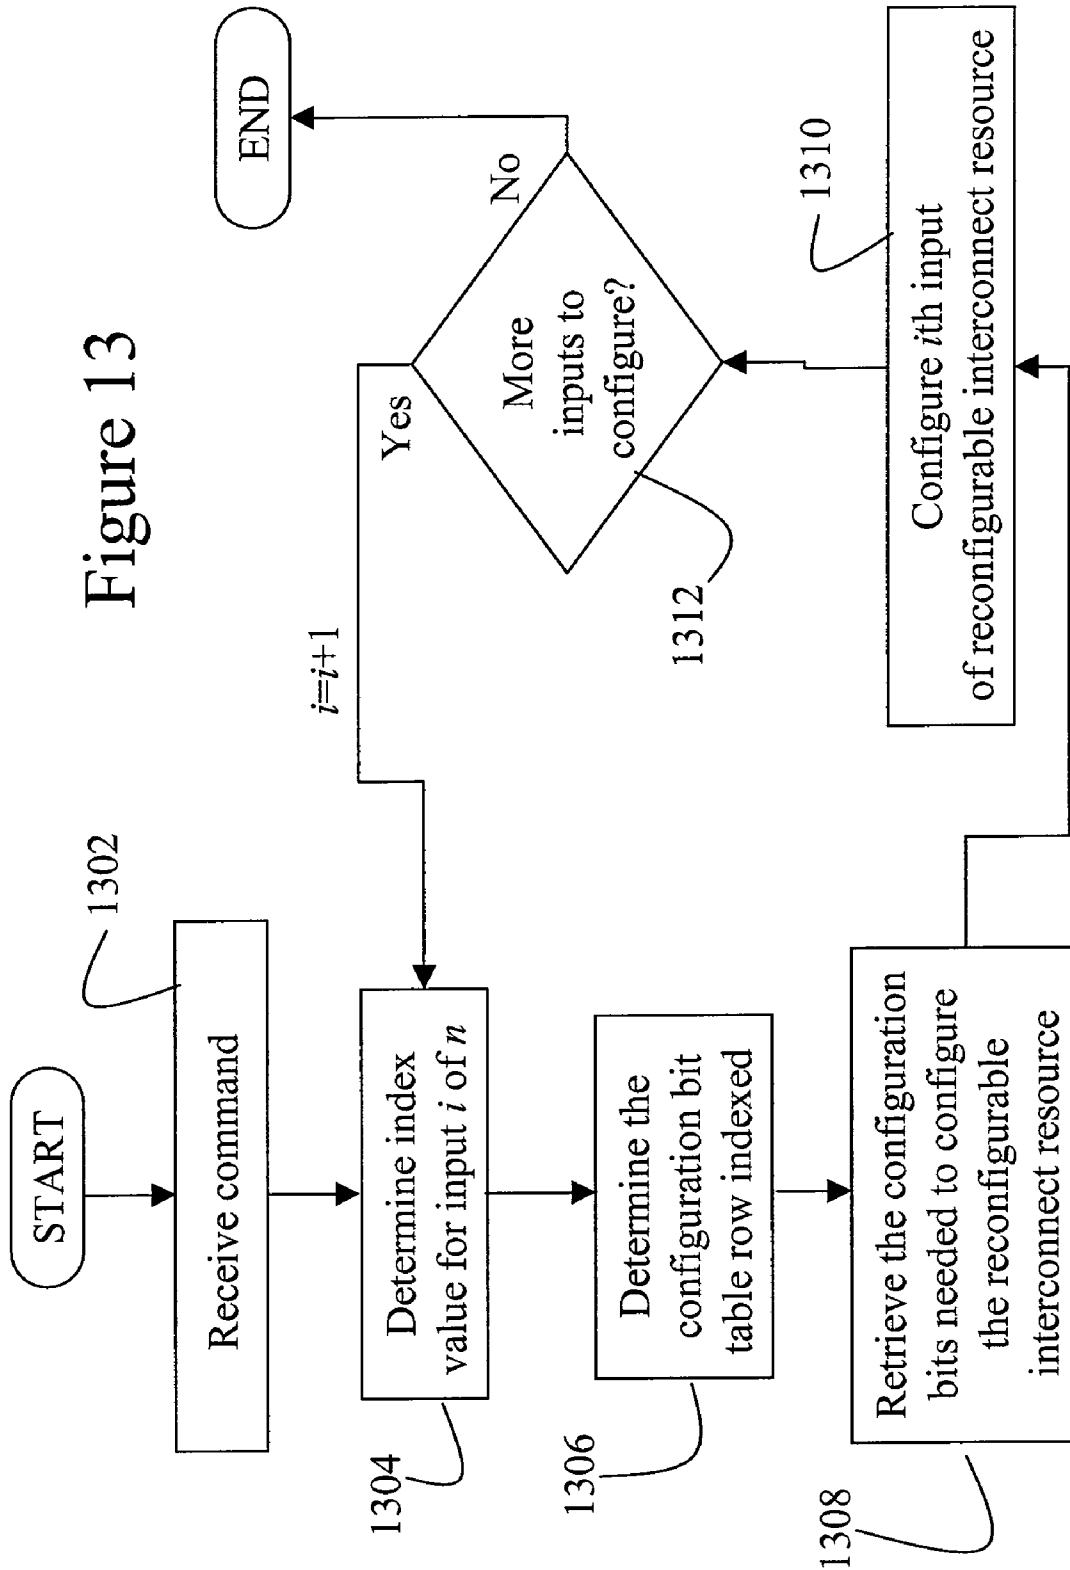 Figure 13
START
1302
Receive command
1304
Determine index
value for input i of n
1306
Determine the
configuration bit
table row indexed
1308
Retrieve the configuration
bits needed to configure
the reconfigurable
interconnect resource
1310
Configure ith input
of reconfigurable interconnect resource
1312
More
inputs to
configure?
Yes
i=i+1
No
END